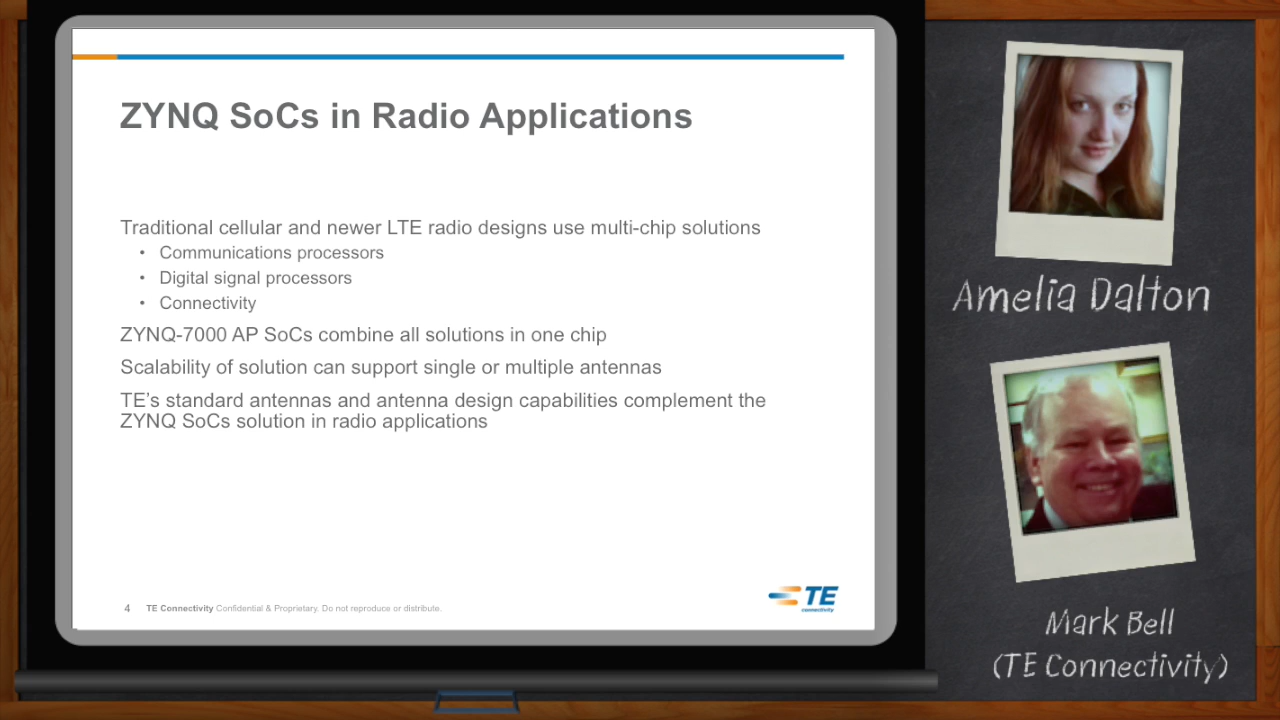 ZYNQ SoCs in Radio Applications
Traditional cellular and newer LTE radio designs use multi-chip solutions
• Communications processors
• Digital signal processors
• Connectivity
ZYNQ-7000 AP SoCs combine all solutions in one chip
Scalability of solution can support single or multiple antennas
TE’s standard antennas and antenna design capabilities complement the
ZYNQ SoCs solution in radio applications
4 TE Connectivity Confidential & Proprietary. Do not reproduce or distribute.
TE
connectivity
Amelia Dalton
Mark Bell
(TE Connectivity)